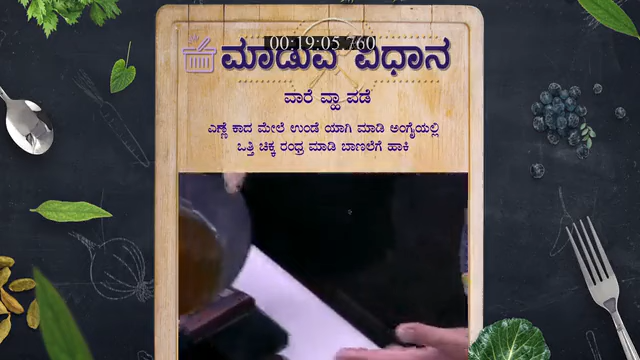 00:19:05.760
ಮಾಡುವ ವಿಧಾನ
ವಾರೆ ವ್ಹಾ ವಡೆ
ಎಣ್ಣೆ ಕಾದ ಮೇಲೆ ಉಂಡೆ ಯಾಗಿ ಮಾಡಿ ಅಂಗೈಯಲ್ಲಿ
ಒತ್ತಿ ಚಿಕ್ಕ ರಂಧ್ರ ಮಾಡಿ ಬಾಣಲೆಗೆ ಹಾಕಿ